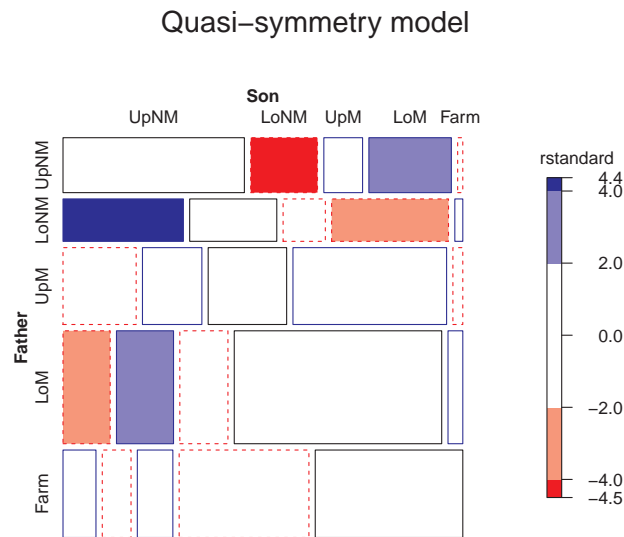 Quasi−symmetry model
Son
UpNM LoNM UpM LoM Farm
Father
UpNM
LoNM
UpM
LoM
Farm
rstandard
4.4
4.0
2.0
0.0
−2.0
−4.0
−4.5